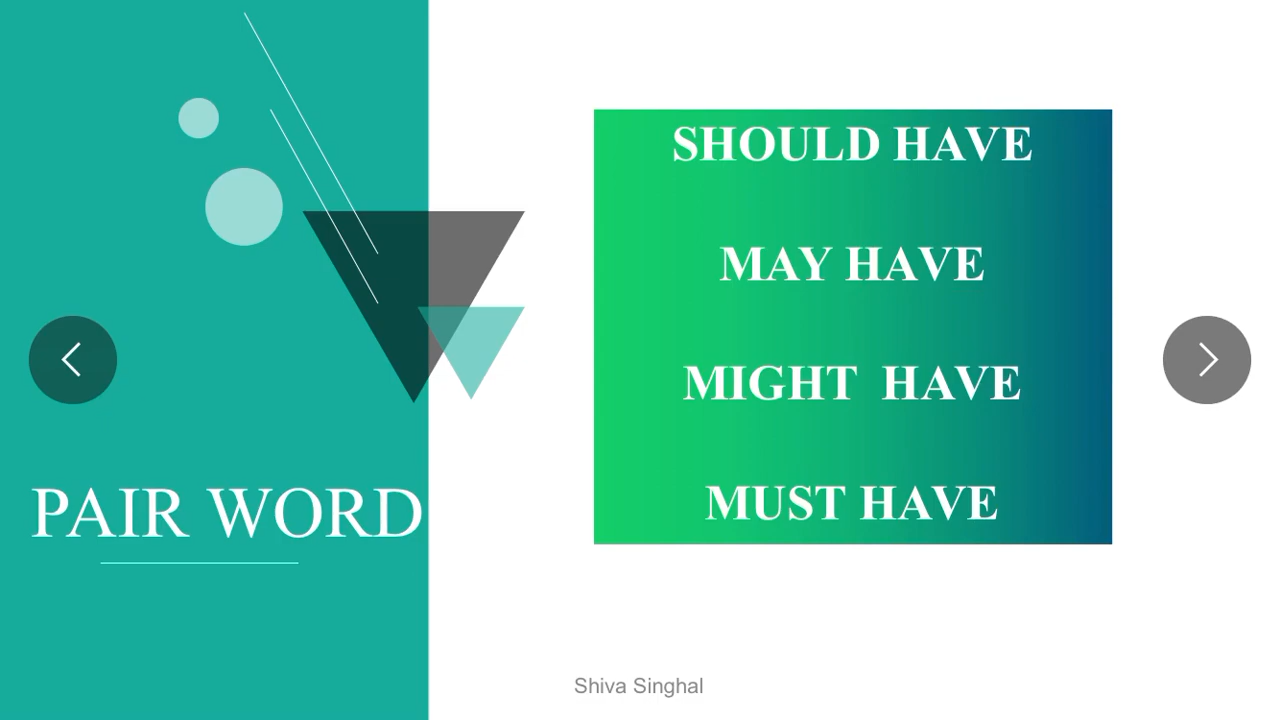 PAIR WORD
SHOULD HAVE
MAY HAVE
MIGHT HAVE
MUST HAVE
Shiva Singhal